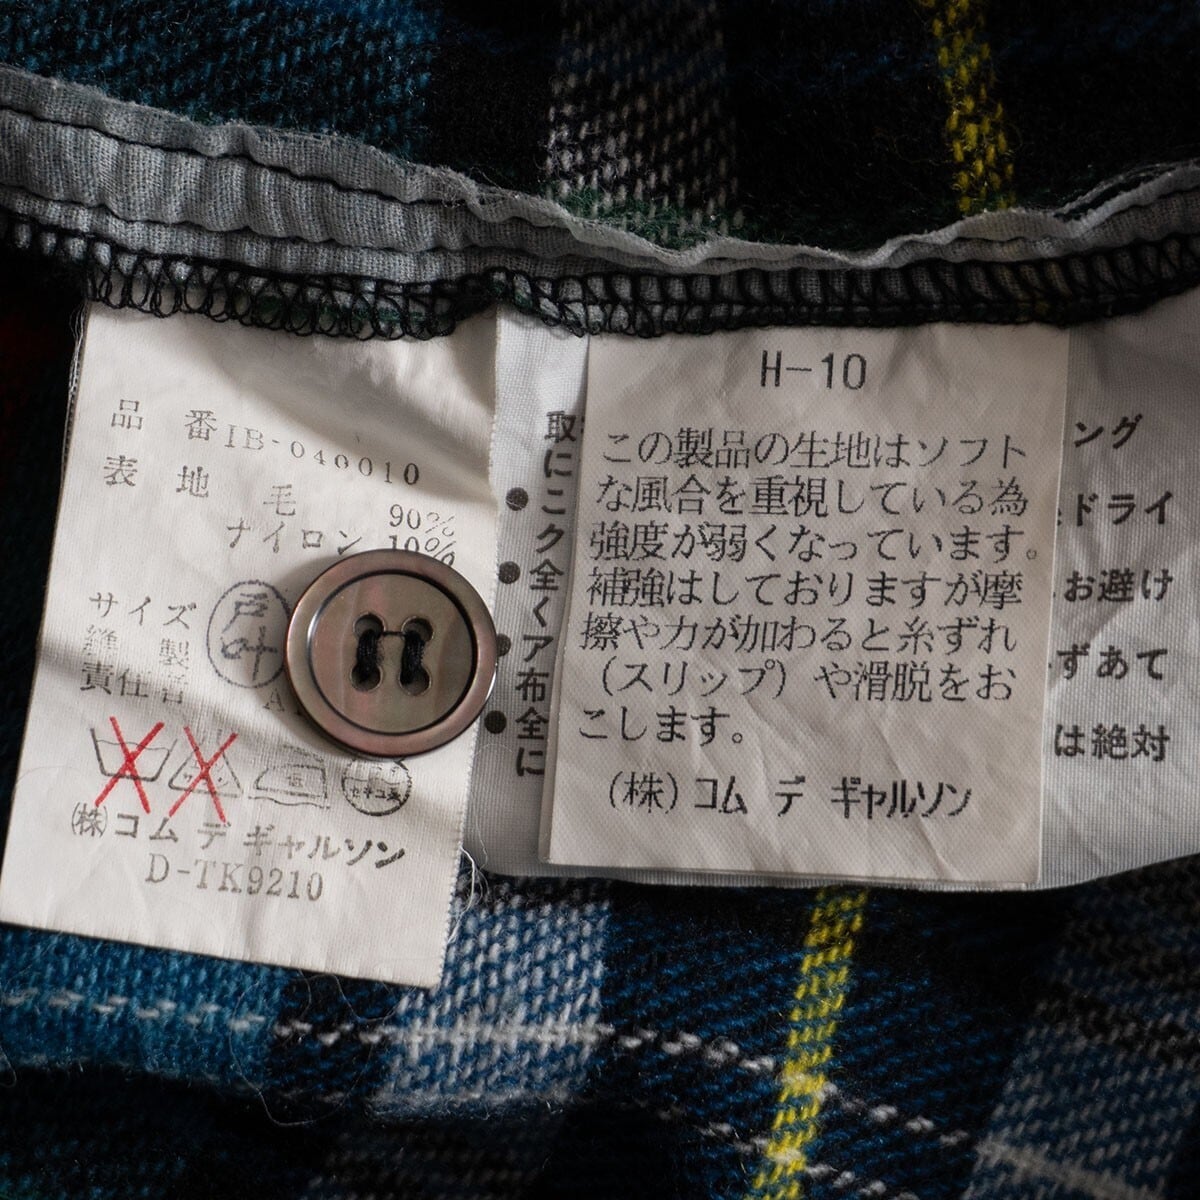 品番 IB-040010
表地 毛 90%
ナイロン 10%
サイズ
縫製
責任者
戸
叶
(株)コム デ ギャルソン
D-TK9210
H-10
この製品の生地はソフト
な風合を重視している為
強度が弱くなっています。
補強はしておりますが摩
擦や力が加わると糸ずれ
(スリップ)や滑脱をお
こします。
(株)コム デ ギャルソン
取
に
●こ
ク
●全
く
●ア
布
●全
に
ング
ドライ
お避け
ずあて
は絶対